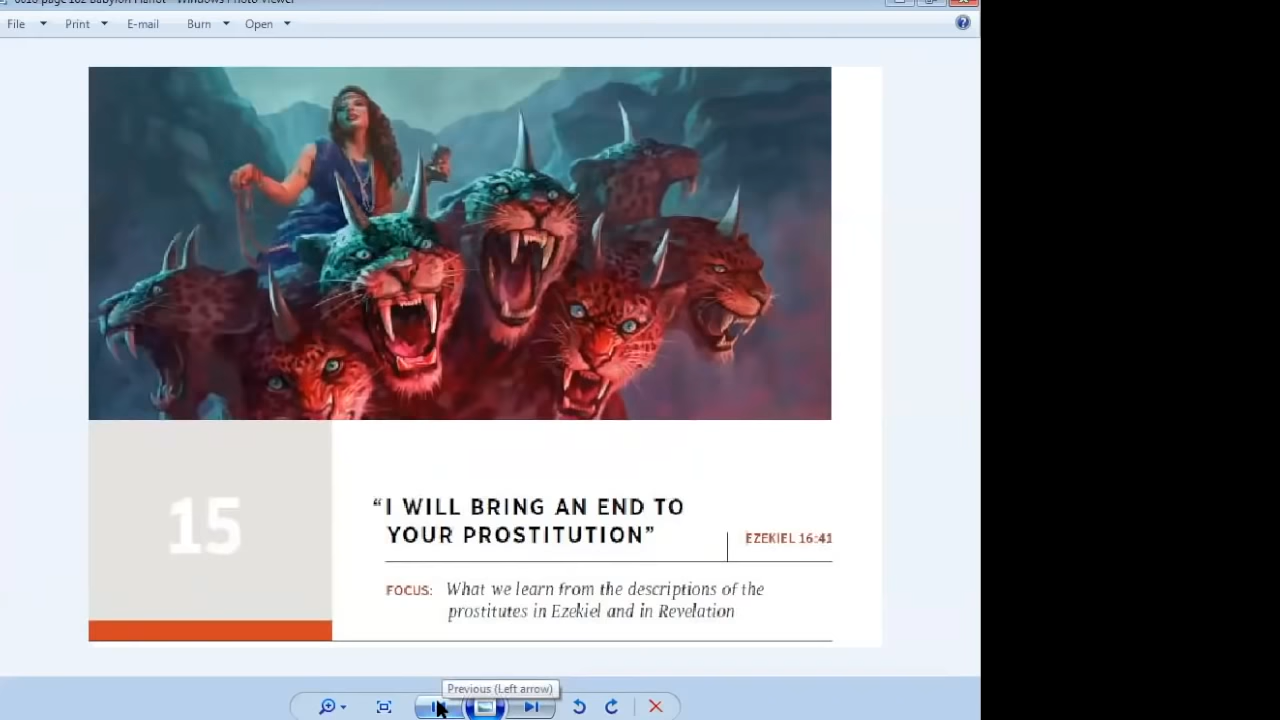 File Print E-mail Burn Open
15
"I WILL BRING AN END TO
YOUR PROSTITUTION"
EZEKIEL 16:41
FOCUS: What we learn from the descriptions of the
prostitutes in Ezekiel and in Revelation
Previous (Left arrow)